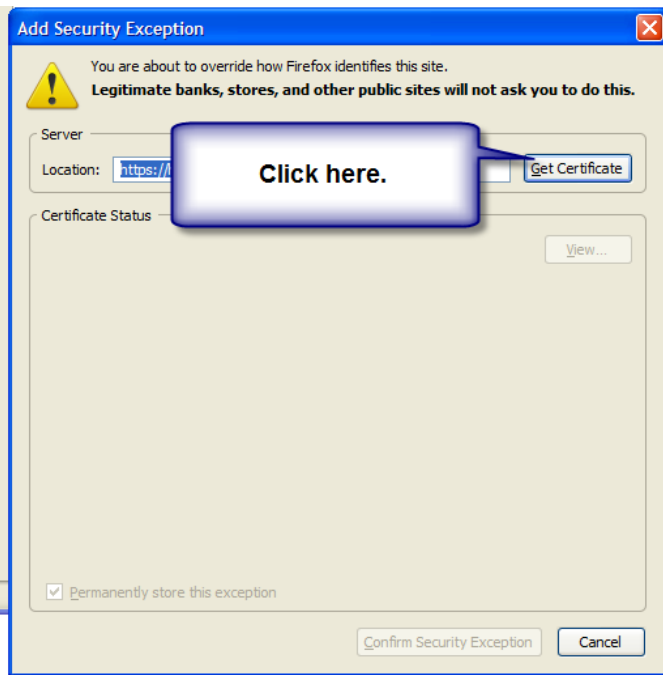 Add Security Exception
You are about to override how Firefox identifies this site.
Legitimate banks, stores, and other public sites will not ask you to do this.
Server
Location: https:// Get Certificate
Click here.
Certificate Status
View...
Permanently store this exception
Confirm Security Exception Cancel